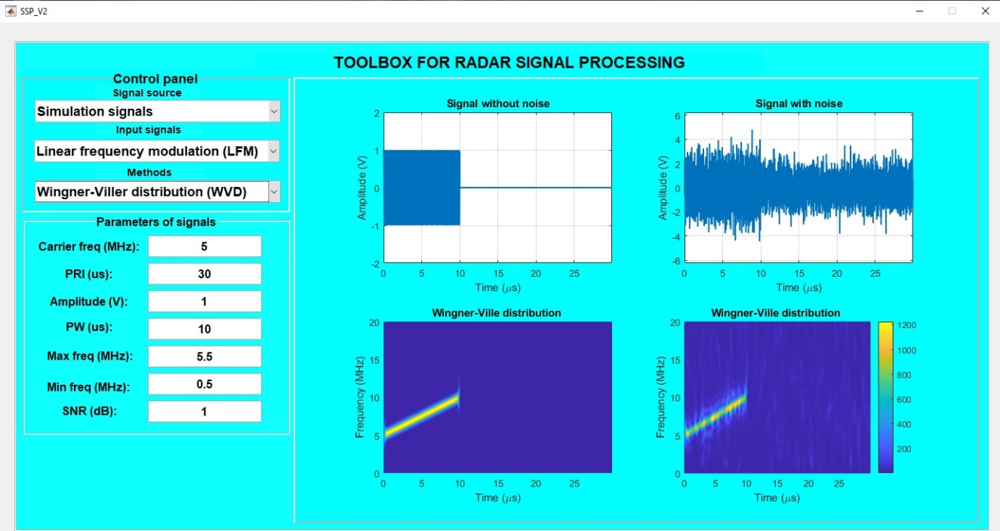 SSP_V2
TOOLBOX FOR RADAR SIGNAL PROCESSING
Control panel
Signal source
Simulation signals
Input signals
Linear frequency modulation (LFM)
Methods
Wingner-Viller distribution (WVD)
Parameters of signals
Carrier freq (MHz): 5
PRI (us): 30
Amplitude (V): 1
PW (us): 10
Max freq (MHz): 5.5
Min freq (MHz): 0.5
SNR (dB): 1
Signal without noise
2
1
0
-1
-2
Amplitude (V)
0 5 10 15 20 25
Time (μs)
Signal with noise
6
4
2
0
-2
-4
-6
Amplitude (V)
0 5 10 15 20 25
Time (μs)
Wingner-Ville distribution
20
15
10
5
0
Frequency (MHz)
0 5 10 15 20 25
Time (μs)
Wingner-Ville distribution
20
15
10
5
0
Frequency (MHz)
0 5 10 15 20 25
Time (μs)
1200
1000
800
600
400
200